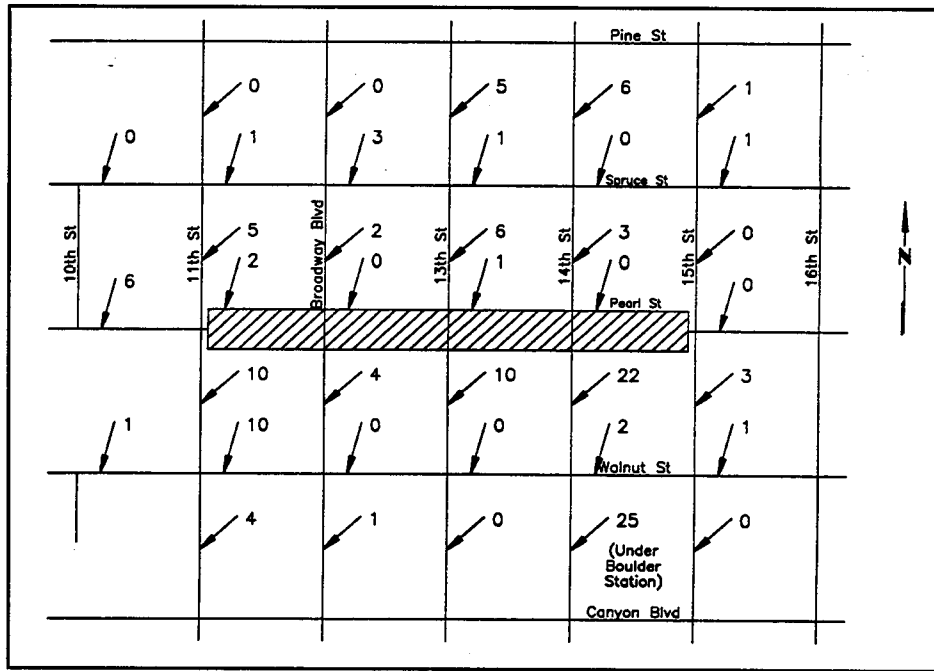 Pine St
0 0 5 6 1
0 1 3 1 0 1
Spruce St
10th St
11th St
Broadway Blvd
13th St
14th St
15th St
16th St
N
5 2 6 3 0
6 2 0 1 0 0
Pearl St
10 4 10 22 3
1 10 0 0 2 1
Walnut St
4 1 0 25 0
(Under
Boulder
Station)
Canyon Blvd